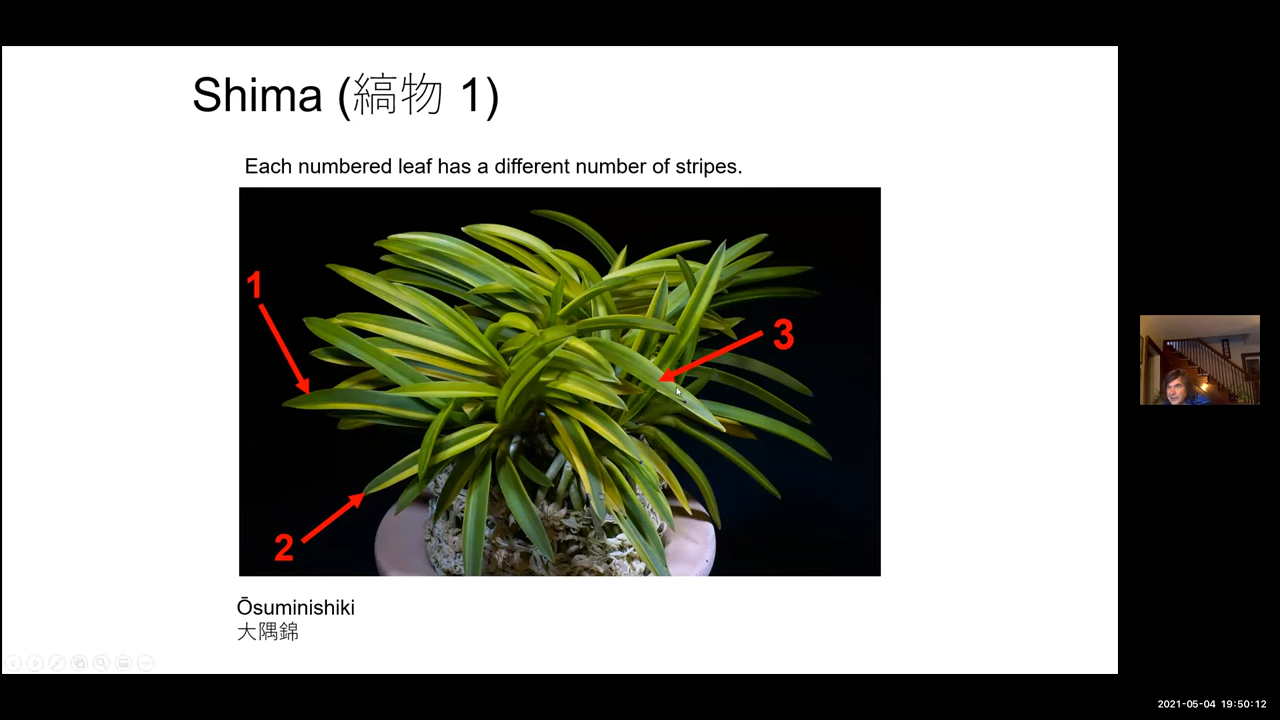 Shima (縞物 1)
Each numbered leaf has a different number of stripes.
1
3
2
Ōsuminishiki
大隅錦
2021-05-04 19:50:12